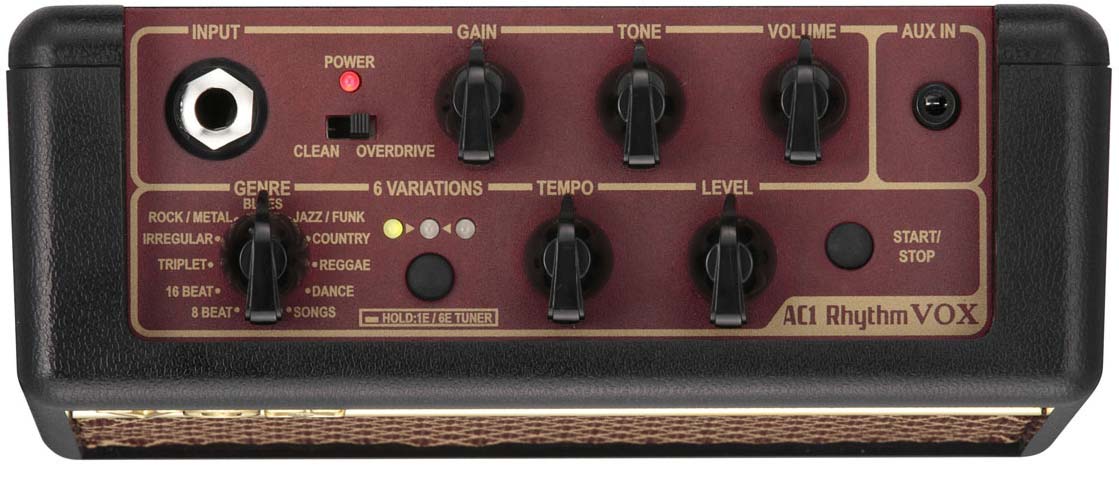 INPUT
GAIN
TONE
VOLUME
AUX IN
POWER
CLEAN OVERDRIVE
GENRE
6 VARIATIONS
TEMPO
LEVEL
BLUES
ROCK / METAL
JAZZ / FUNK
IRREGULAR
COUNTRY
TRIPLET
REGGAE
16 BEAT
DANCE
8 BEAT
SONGS
HOLD:1E / 6E TUNER
START/
STOP
AC1 Rhythm VOX